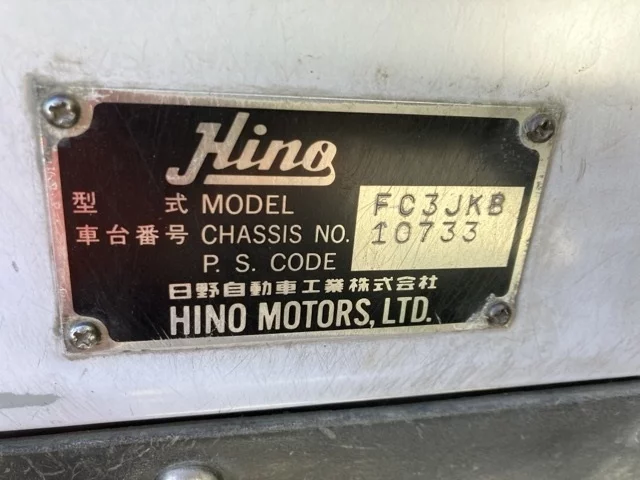 Hino
型式 MODEL FC3JKB
車台番号 CHASSIS NO. 10733
P. S. CODE
日野自動車工業株式会社
HINO MOTORS, LTD.